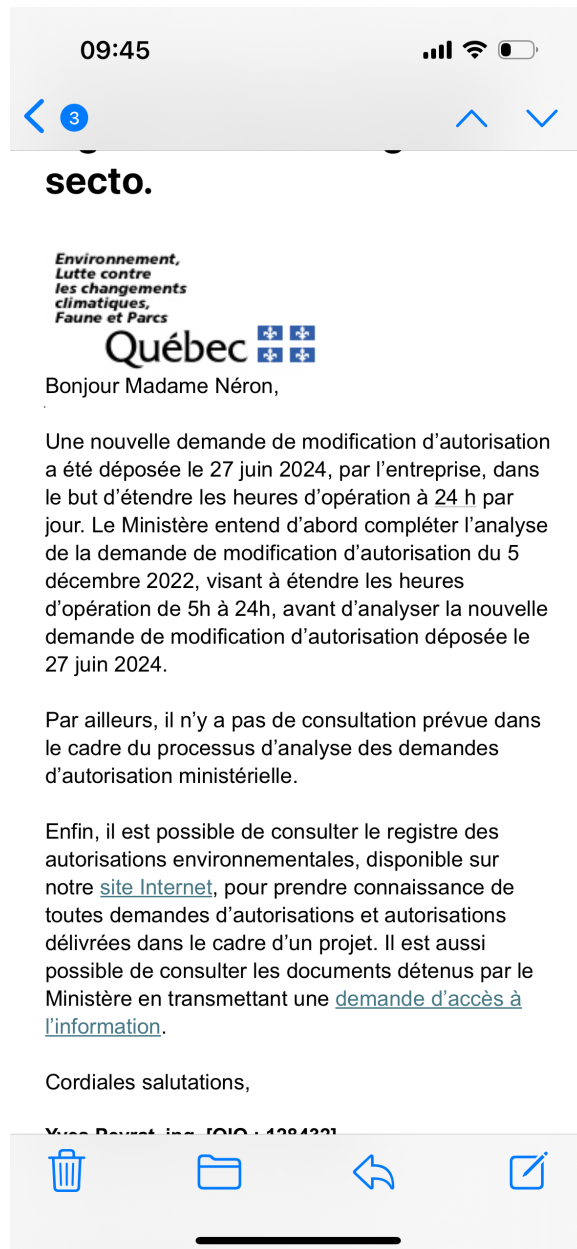 09:45
3
secto.
Environnement,
Lutte contre
les changements
climatiques,
Faune et Parcs
Québec
Bonjour Madame Néron,
Une nouvelle demande de modification d’autorisation
a été déposée le 27 juin 2024, par l’entreprise, dans
le but d’étendre les heures d’opération à 24 h par
jour. Le Ministère entend d’abord compléter l’analyse
de la demande de modification d’autorisation du 5
décembre 2022, visant à étendre les heures
d’opération de 5h à 24h, avant d’analyser la nouvelle
demande de modification d’autorisation déposée le
27 juin 2024.
Par ailleurs, il n’y a pas de consultation prévue dans
le cadre du processus d’analyse des demandes
d’autorisation ministérielle.
Enfin, il est possible de consulter le registre des
autorisations environnementales, disponible sur
notre site Internet, pour prendre connaissance de
toutes demandes d’autorisations et autorisations
délivrées dans le cadre d’un projet. Il est aussi
possible de consulter les documents détenus par le
Ministère en transmettant une demande d’accès à
l’information.
Cordiales salutations,